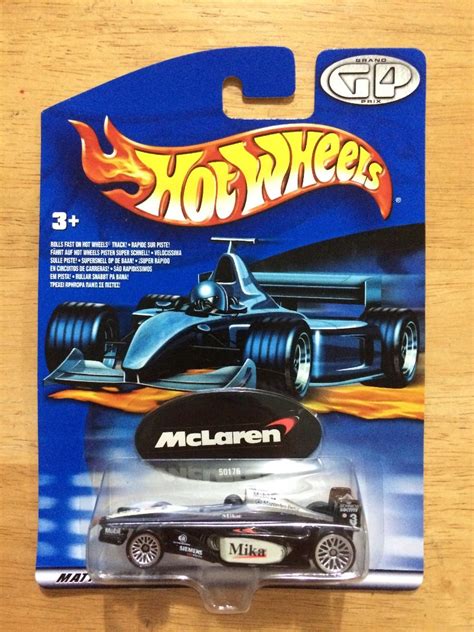 GRAND
GP
PRIX
HOT WHEELS
®
3+
ROLLS FAST ON HOT WHEELS® TRACK! • RAPIDE SUR PISTE!
FÄHRT AUF HOT WHEELS PISTEN SUPER SCHNELL! • VELOCISSIMA
SULLE PISTE! • SUPERSNEL OP DE BAAN! • ¡SÚPER RÁPIDO
EN CIRCUITOS DE CARRERAS! • SÃO RAPIDÍSSIMOS
EM PISTA! • RULLAR SNABBT PÅ BANA!
ΤΡΕΧΕΙ ΓΡΗΓΟΡΑ ΠΑΝΩ ΣΕ ΠΙΣΤΕΣ!
McLaren
50176
Mobil
Mika
SIEMENS
Mika
MATT